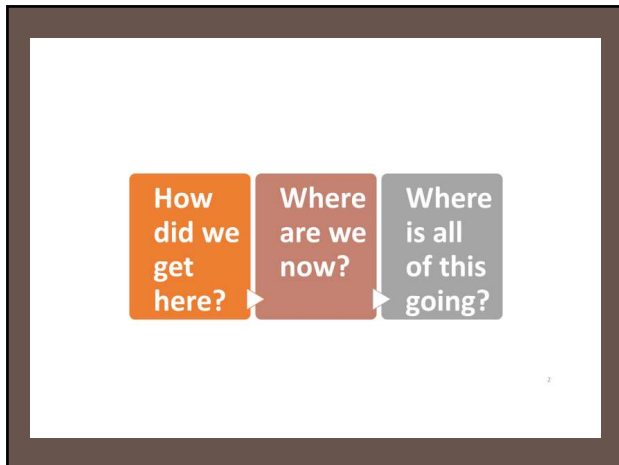 How
did we
get
here?
Where
are we
now?
Where
is all
of this
going?
2